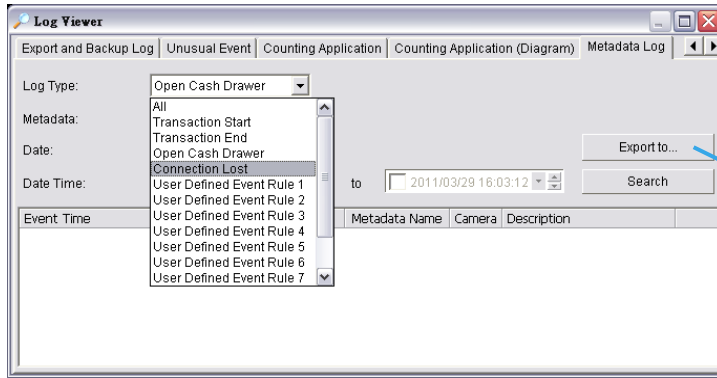 Log Viewer
Export and Backup Log Unusual Event Counting Application Counting Application (Diagram) Metadata Log
Log Type: Open Cash Drawer
All
Metadata: Transaction Start
Transaction End
Date: Open Cash Drawer Export to...
Connection Lost
Date Time: User Defined Event Rule 1 to 2011/03/29 16:03:12 Search
User Defined Event Rule 2
Event Time User Defined Event Rule 3 Metadata Name Camera Description
User Defined Event Rule 4
User Defined Event Rule 5
User Defined Event Rule 6
User Defined Event Rule 7